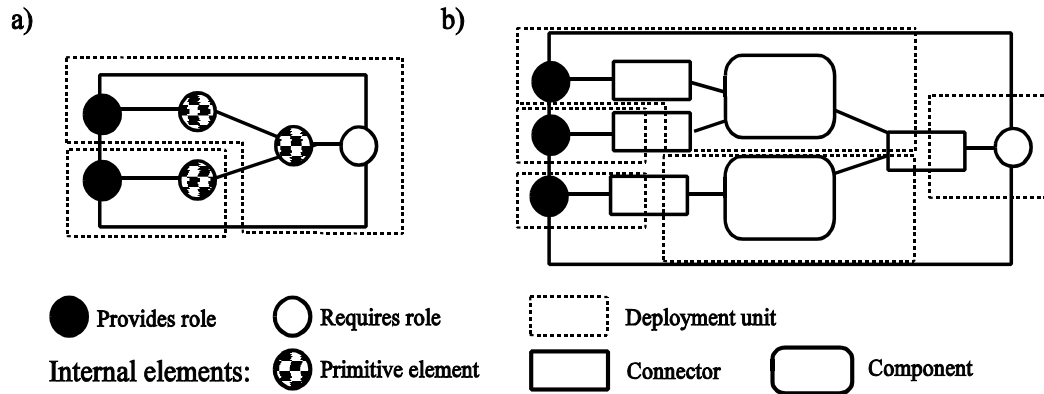 a)
b)
Provides role
Requires role
Deployment unit
Internal elements:
Primitive element
Connector
Component